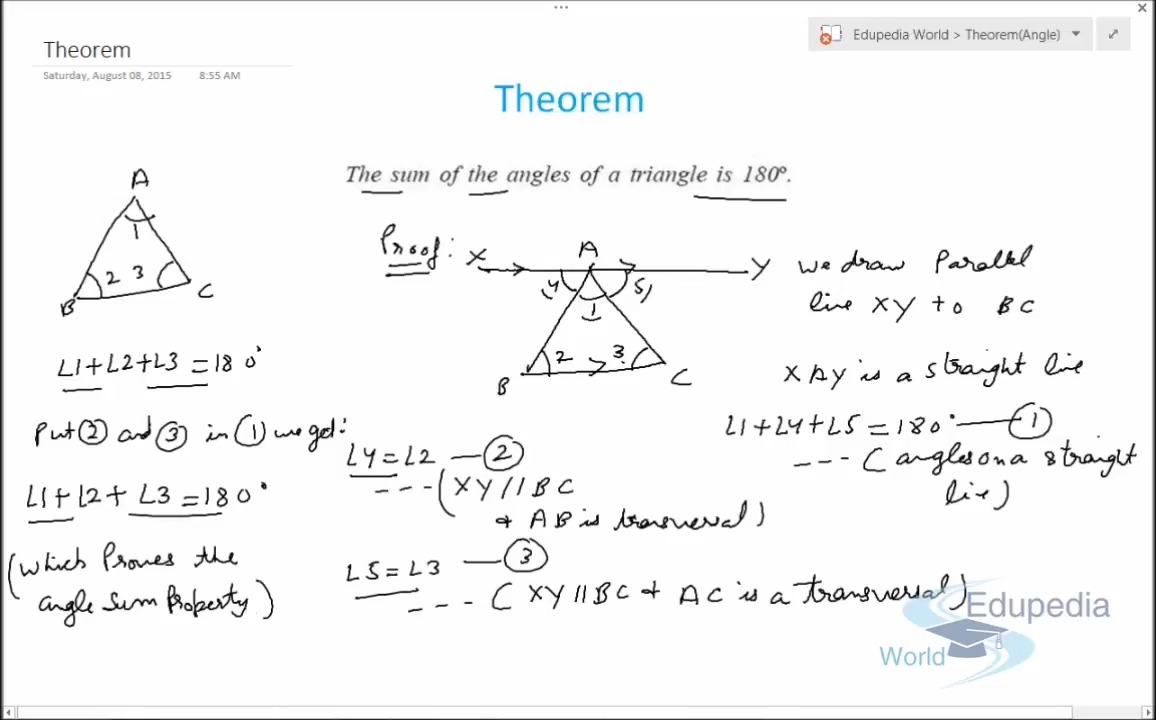 Edupedia World > Theorem(Angle)
Theorem
Saturday, August 08, 2015 8:55 AM
Theorem
The sum of the angles of a triangle is 180°.
A
1
2 3
B
C
∠1+∠2+∠3 =180°
Put ② and ③ in ① we get:
∠1+∠2+∠3 =180°
(which Proves the
angle Sum Property)
Proof:
X
A
Y
4
5
1
2
3
B
C
∠4=∠2 — ②
--- (XY//BC
& AB is transversal)
∠5=∠3 — ③
--- (XY//BC & AC is a transversal)
we draw Parallel
line XY to BC
XAY is a straight line
∠1+∠4+∠5 =180° — ①
--- (angles on a straight
line)
Edupedia
World